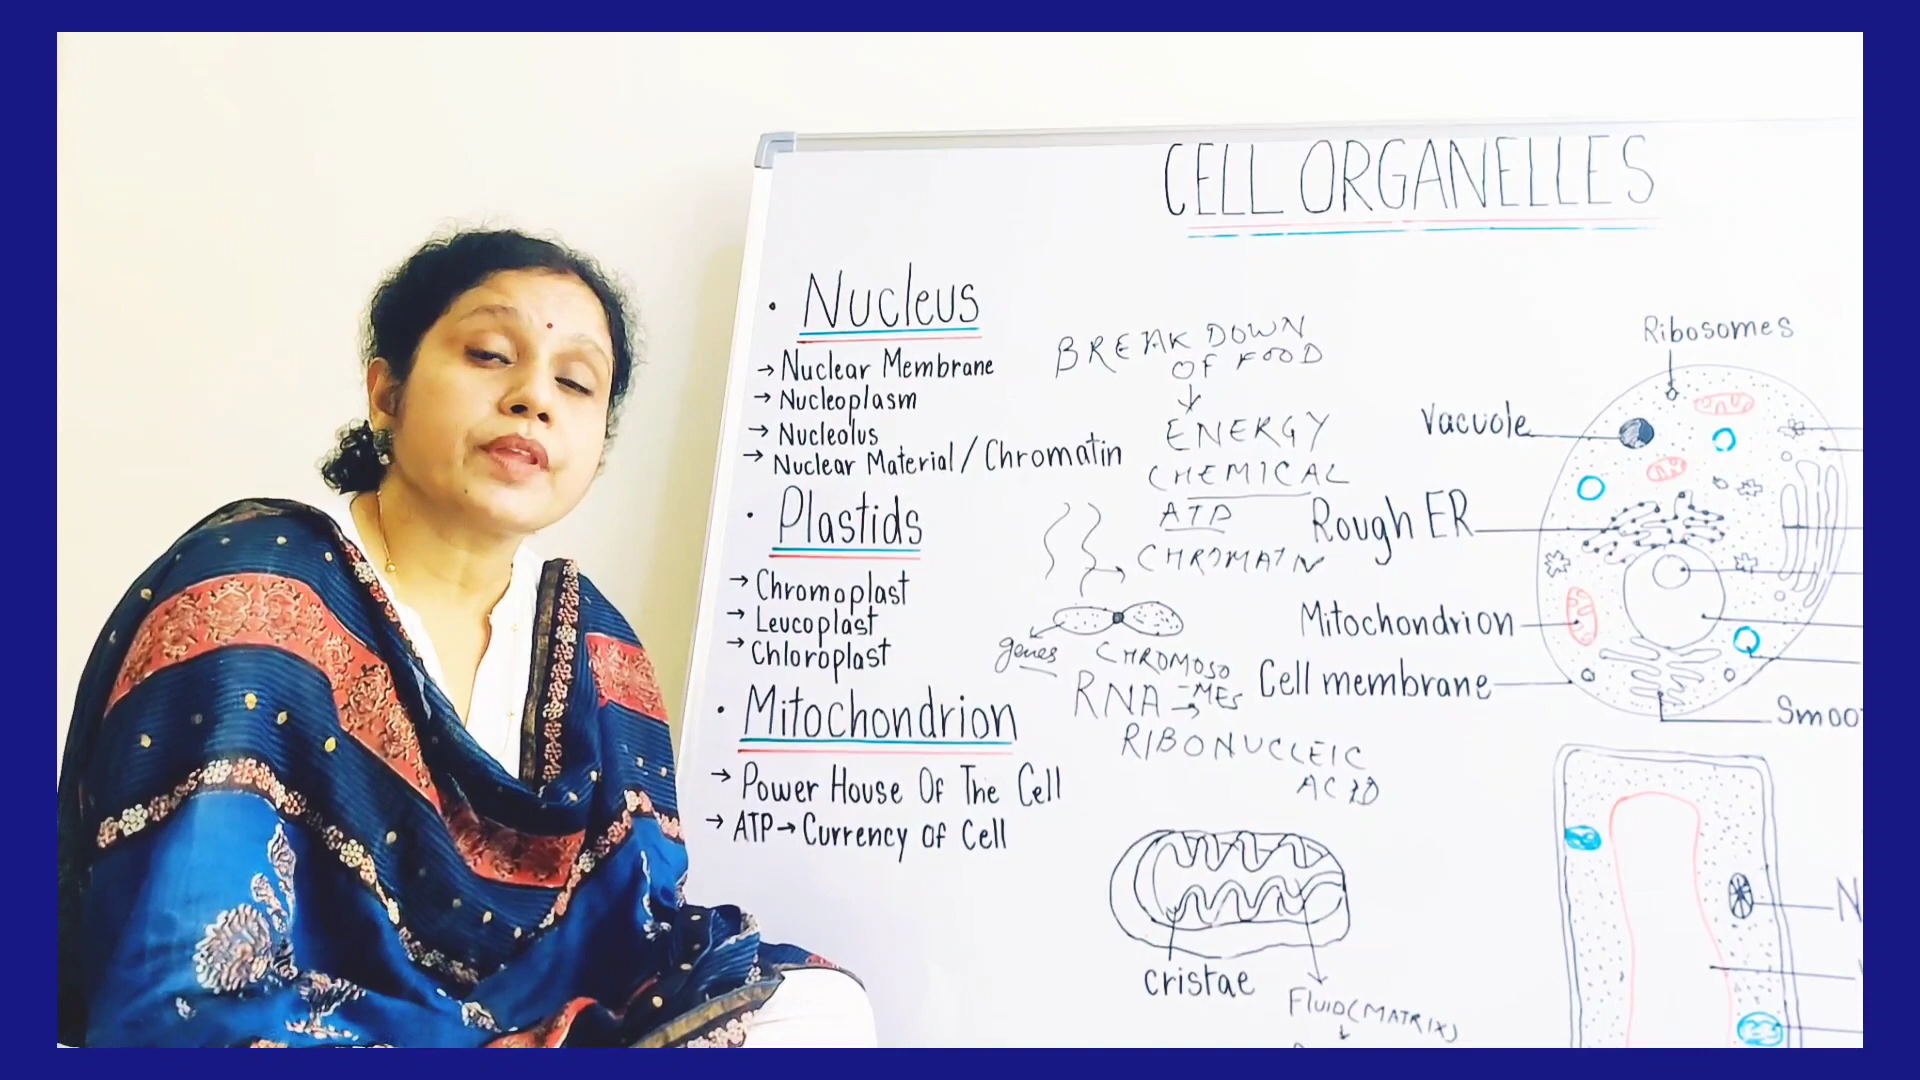 CELL ORGANELLES
• Nucleus
→ Nuclear Membrane
→ Nucleoplasm
→ Nucleolus
→ Nuclear Material / Chromatin
• Plastids
→ Chromoplast
→ Leucoplast
→ Chloroplast
• Mitochondrion
→ Power House Of The Cell
→ ATP → Currency Of Cell
BREAK DOWN
OF FOOD
↓
ENERGY
CHEMICAL
ATP
→ CHROMATIN
genes
CHROMOSO
-MES
RNA →
RIBONUCLEIC
ACID
cristae
FLUID (MATRIX)
Ribosomes
Vacuole
Rough ER
Mitochondrion
Cell membrane
Smoo
N